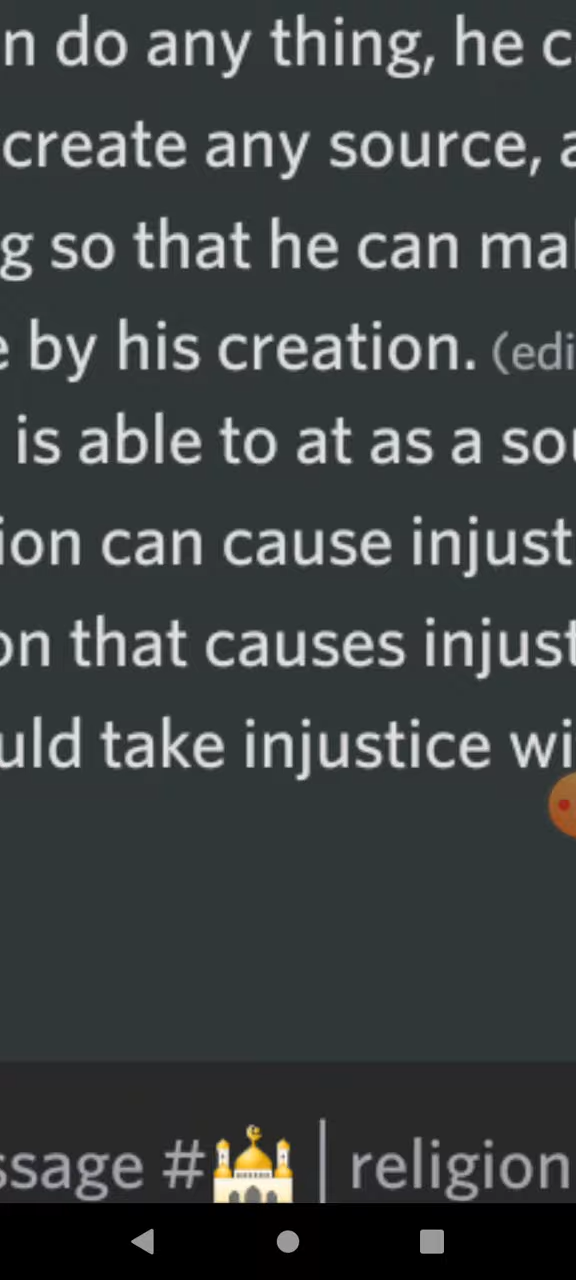 n do any thing, he c
create any source, a
g so that he can ma
e by his creation. (edi
is able to at as a so
ion can cause injust
on that causes injust
uld take injustice wi
ssage #🕌 | religion